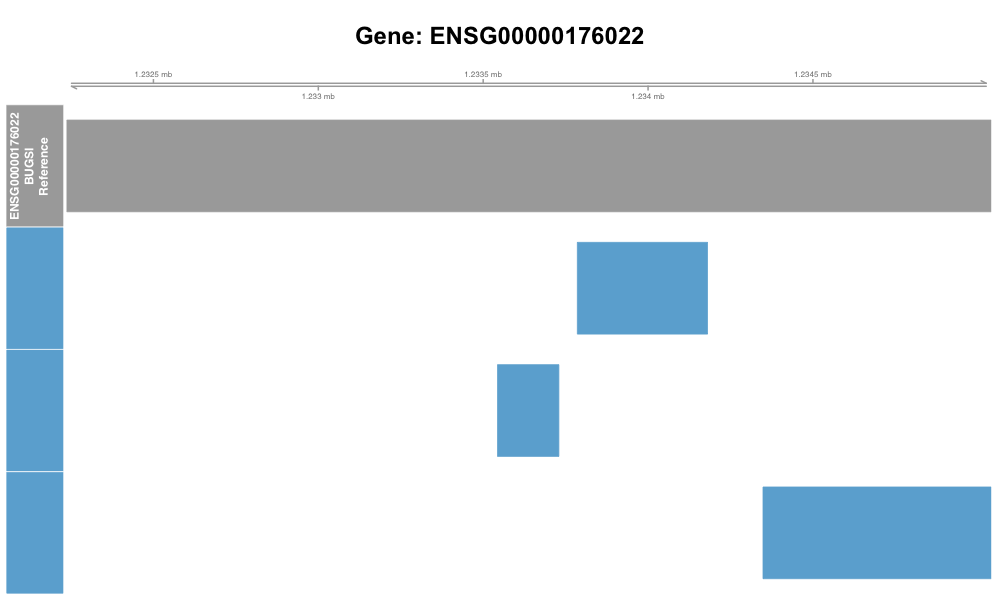 Gene: ENSG00000176022
1.2325 mb
1.2335 mb
1.2345 mb
1.233 mb
1.234 mb
ENSG00000176022
BUGSI
Reference